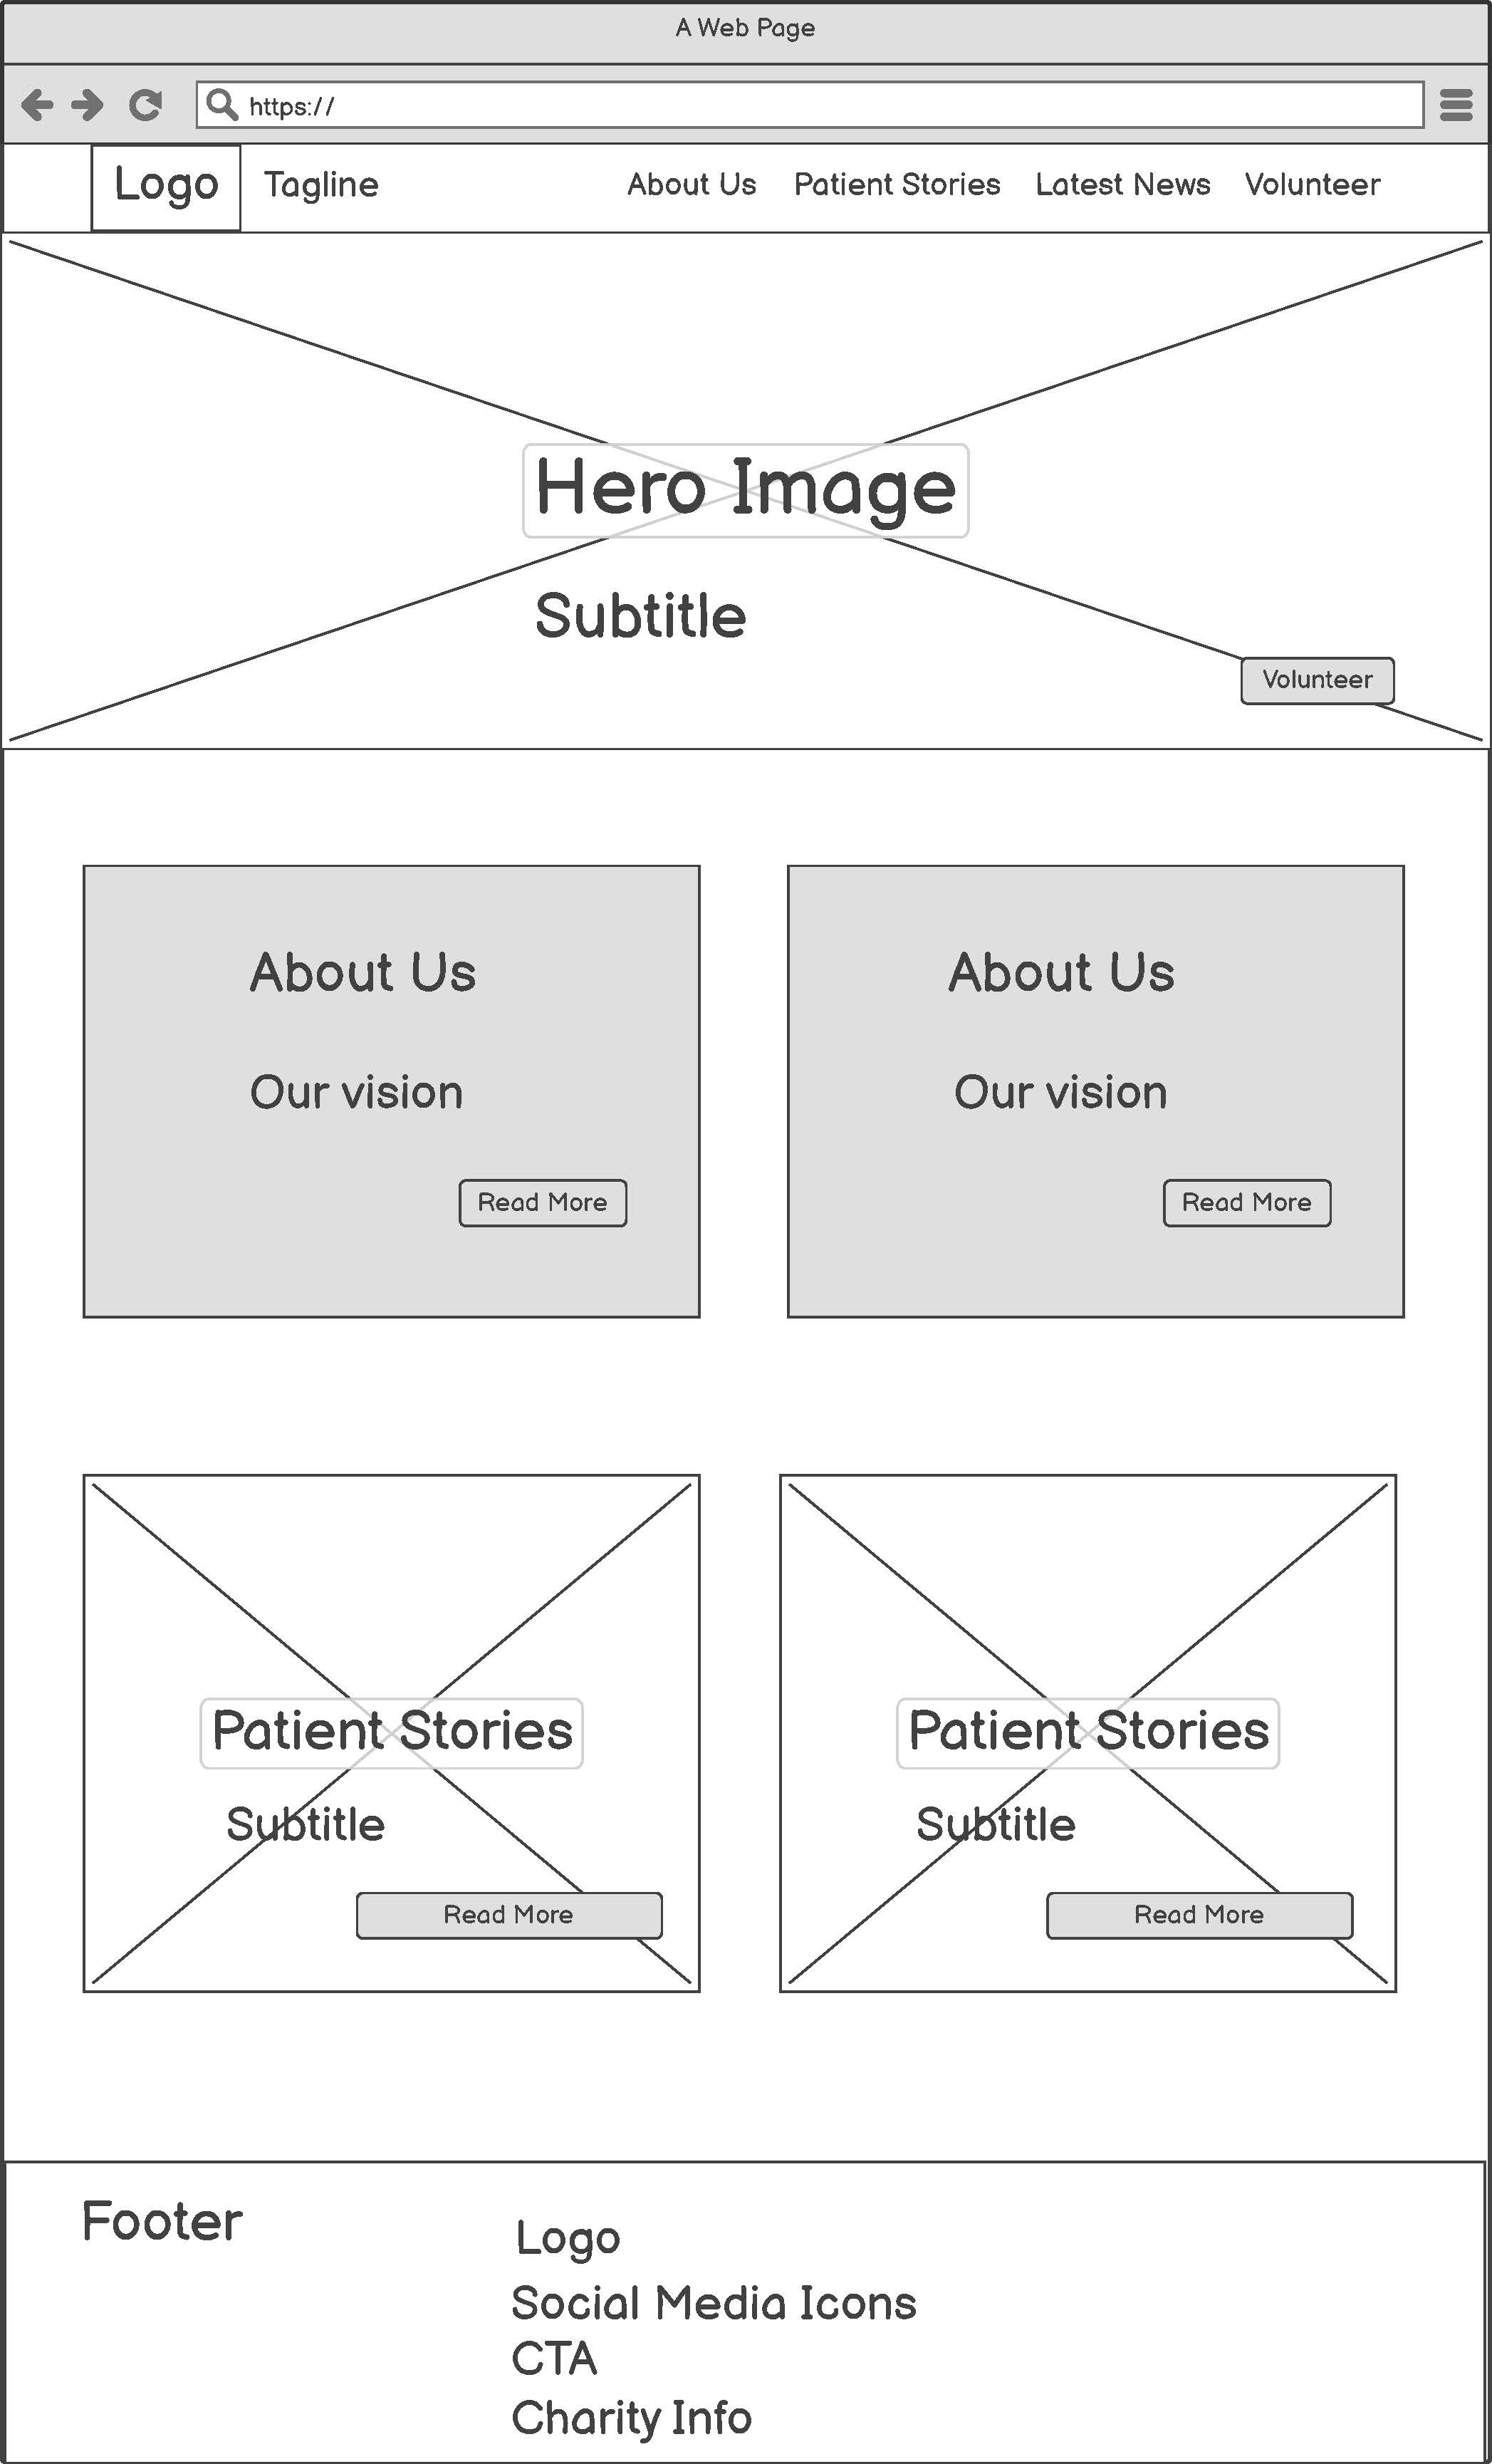 A Web Page
https://
Logo Tagline About Us Patient Stories Latest News Volunteer
Hero Image
Subtitle
Volunteer
About Us About Us
Our vision Our vision
Read More Read More
Patient Stories Patient Stories
Subtitle Subtitle
Read More Read More
Footer
Logo
Social Media Icons
CTA
Charity Info